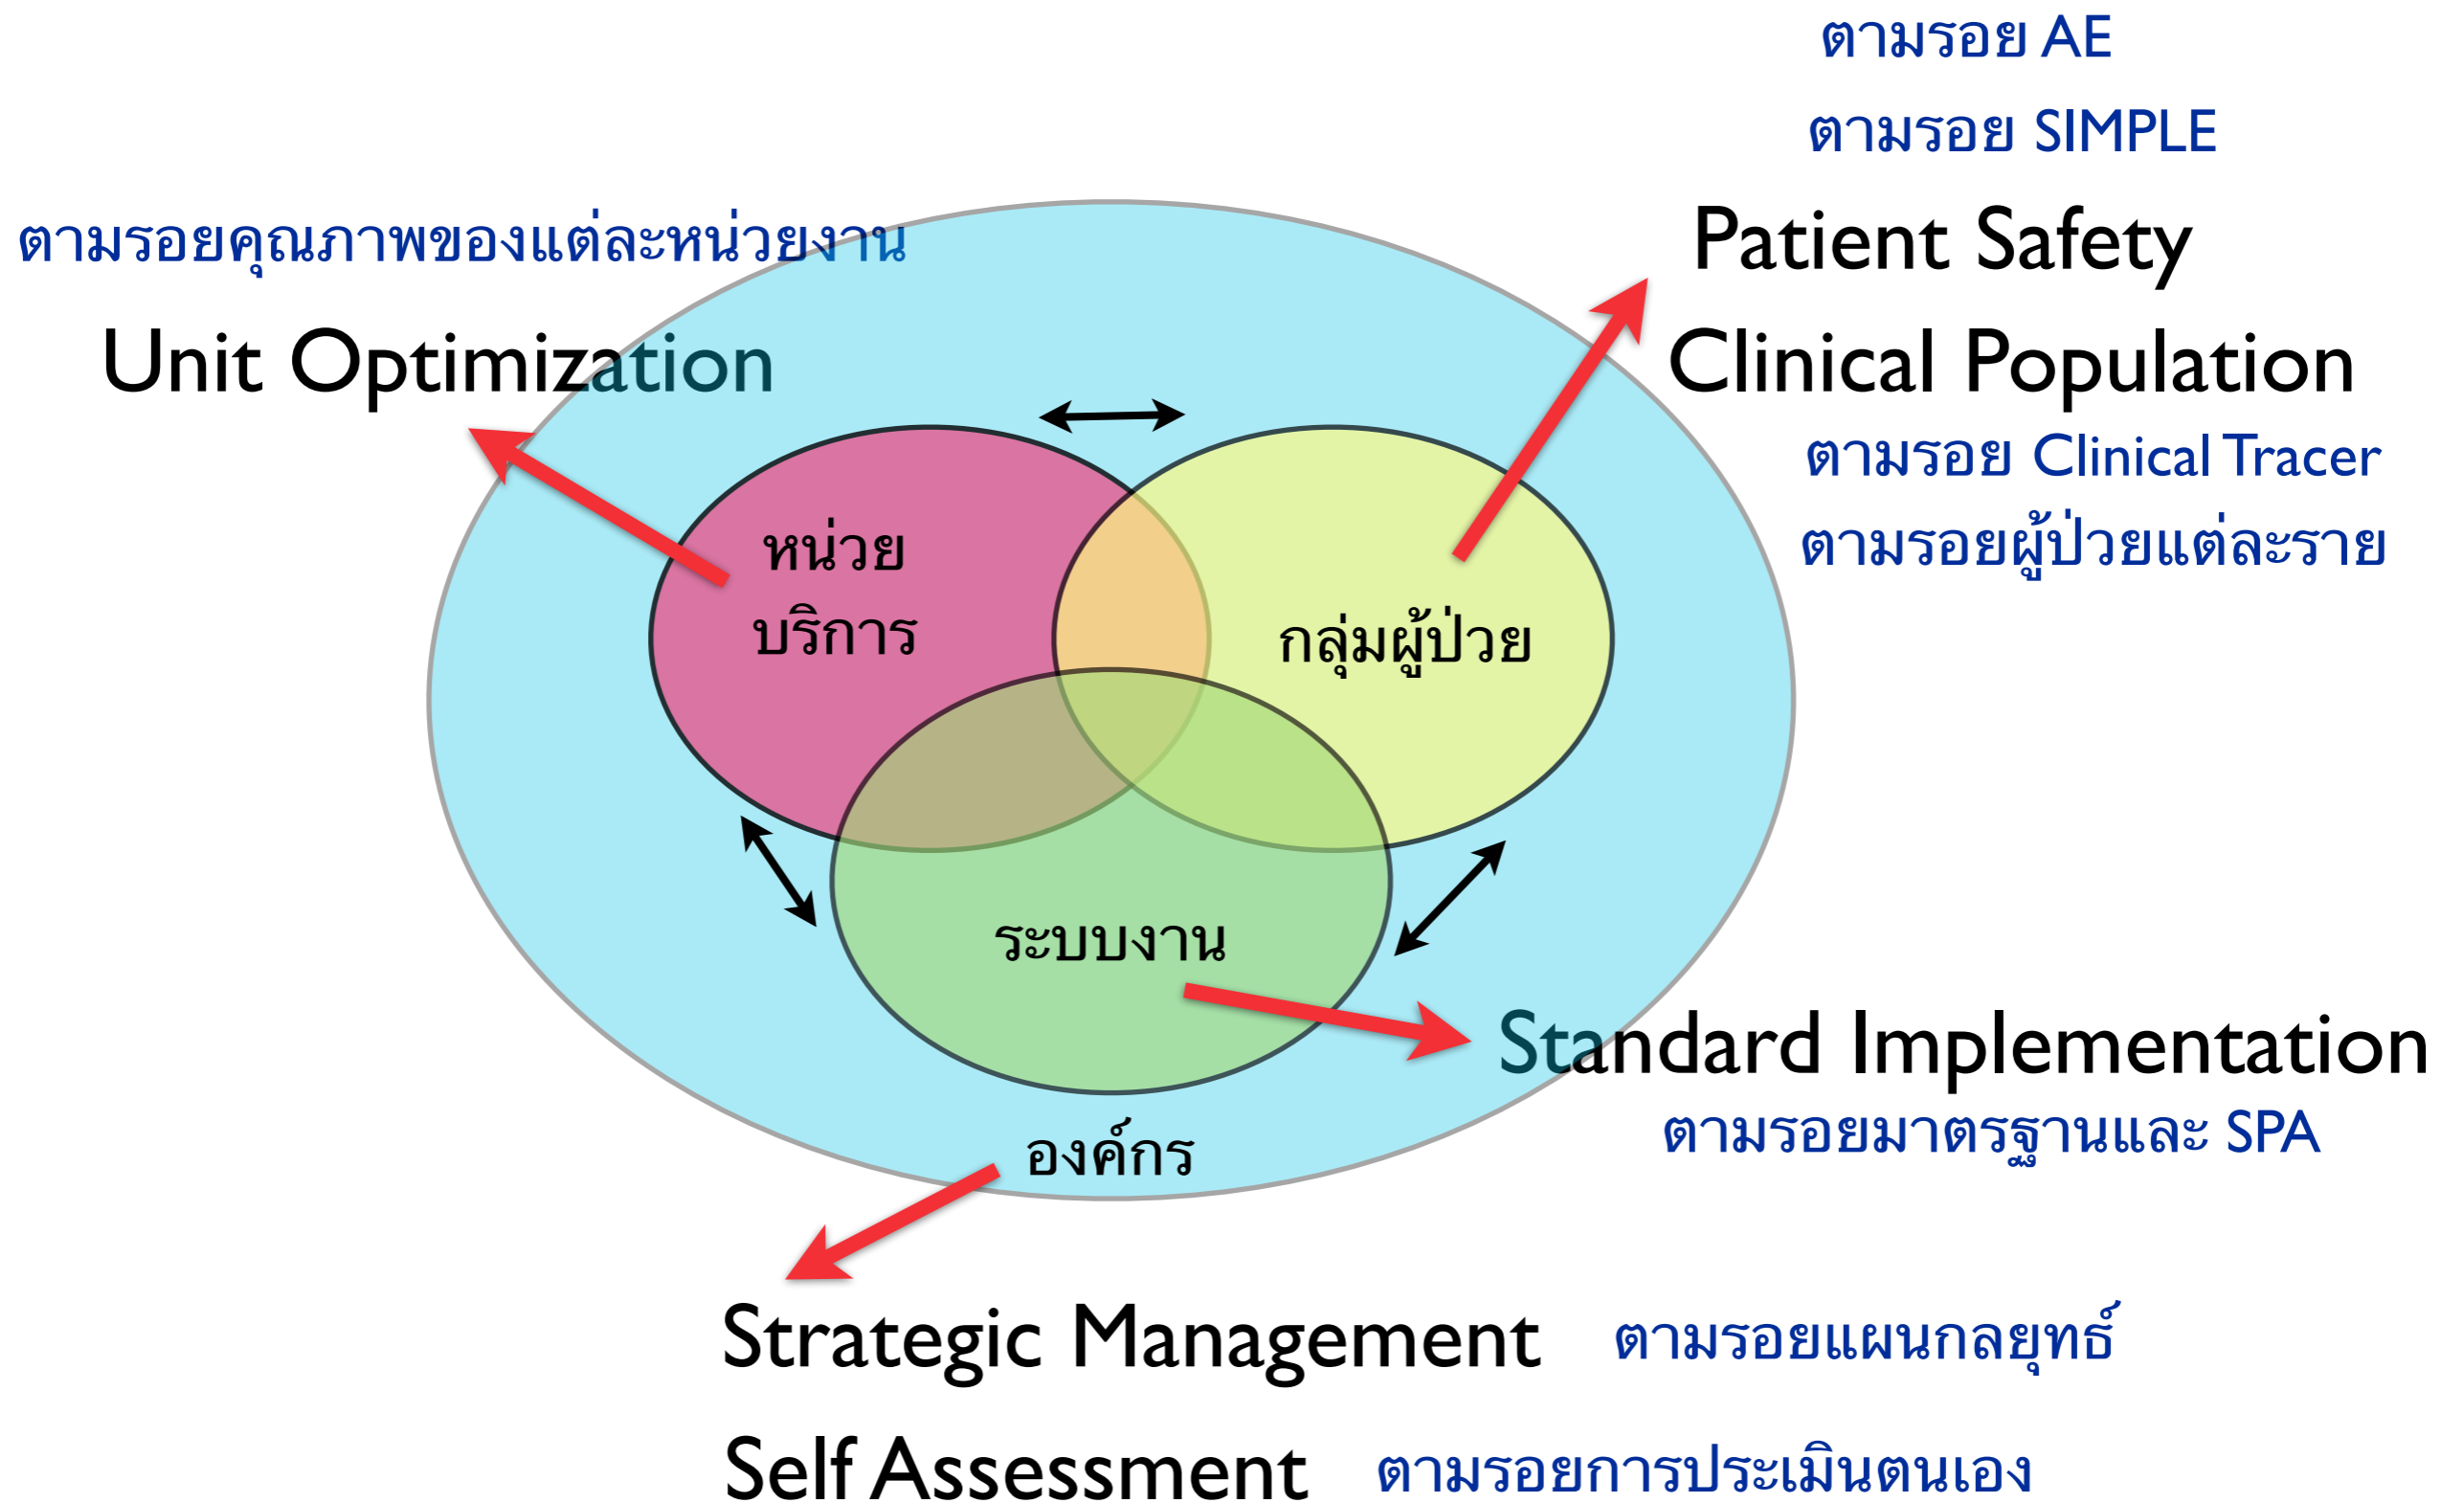 ตามรอย AE
ตามรอย SIMPLE
Patient Safety
Clinical Population
ตามรอย Clinical Tracer
ตามรอยผู้ป่วยแต่ละราย
ตามรอยคุณภาพของแต่ละหน่วยงาน
Unit Optimization
หน่วย
บริการ
กลุ่มผู้ป่วย
ระบบงาน
Standard Implementation
ตามรอยมาตรฐานและ SPA
องค์กร
Strategic Management
ตามรอยแผนกลยุทธ์
Self Assessment
ตามรอยการประเมินตนเอง